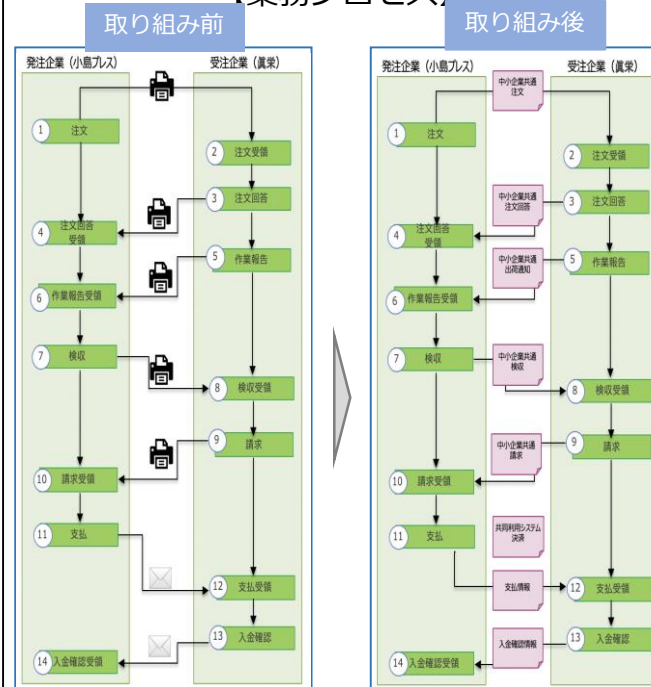 【業務プロセス】
取り組み前
発注企業（小島プレス）
受注企業（眞栄）
1 注文
2 注文受領
3 注文回答
4 注文回答
受領
5 作業報告
6 作業報告受領
7 検収
8 検収受領
9 請求
10 請求受領
11 支払
12 支払受領
13 入金確認
14 入金確認受領
取り組み後
発注企業（小島プレス）
受注企業（眞栄）
中小企業共通
注文
1 注文
2 注文受領
中小企業共通
注文回答
3 注文回答
4 注文回答
受領
中小企業共通
出荷通知
5 作業報告
6 作業報告受領
7 検収
中小企業共通
検収
8 検収受領
中小企業共通
請求
9 請求
10 請求受領
11 支払
共同利用システム
決済
支払情報
12 支払受領
入金確認情報
13 入金確認
14 入金確認受領